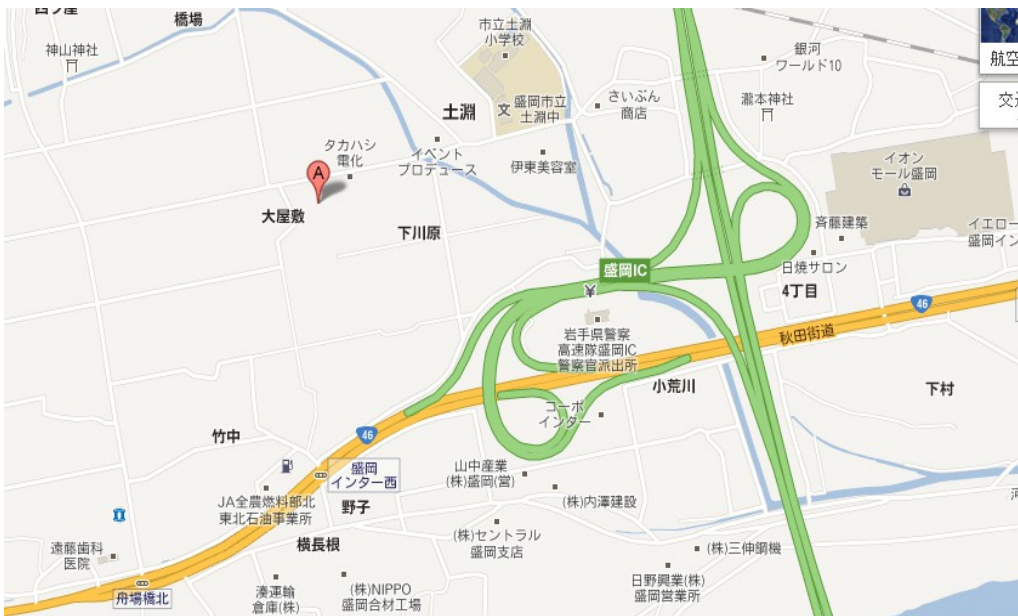 四ツ屋
橋場
神山神社
市立土淵
小学校
銀河
ワールド10
航空
交通
盛岡市立
土淵中
文
さいぶん
商店
瀧本神社
土淵
タカハシ
電化
イベント
プロデュース
伊東美容室
イオン
モール盛岡
A
大屋敷
下川原
斉藤建築
イエロー
盛岡イン
盛岡IC
日焼サロン
4丁目
¥
46
岩手県警察
高速隊盛岡IC
警察官派出所
秋田街道
小荒川
下村
コーポ
インター
竹中
46
盛岡
インター西
山中産業
(株)盛岡(営)
(株)内澤建設
JA全農燃料部北
東北石油事業所
野子
横長根
(株)セントラル
盛岡支店
遠藤歯科
医院
(株)三伸鋼機
河
舟場橋北
湊運輸
倉庫(株)
(株)NIPPO
盛岡合材工場
日野興業(株)
盛岡営業所